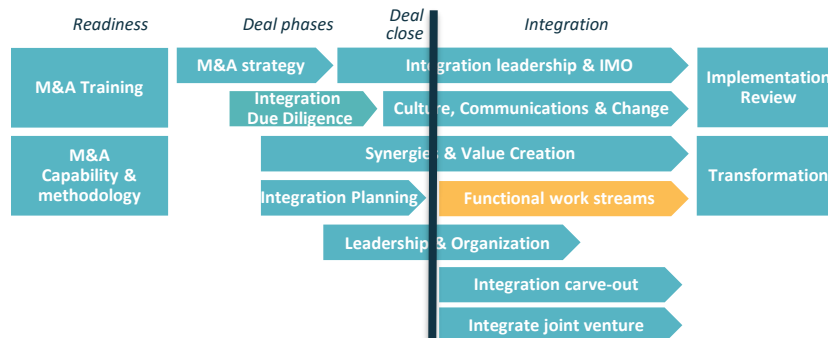 Readiness
Deal phases
Deal
close
Integration
M&A Training
M&A strategy
Integration leadership & IMO
Implementation
Review
Integration
Due Diligence
Culture, Communications & Change
M&A
Capability &
methodology
Synergies & Value Creation
Transformation
Integration Planning
Functional work streams
Leadership & Organization
Integration carve-out
Integrate joint venture